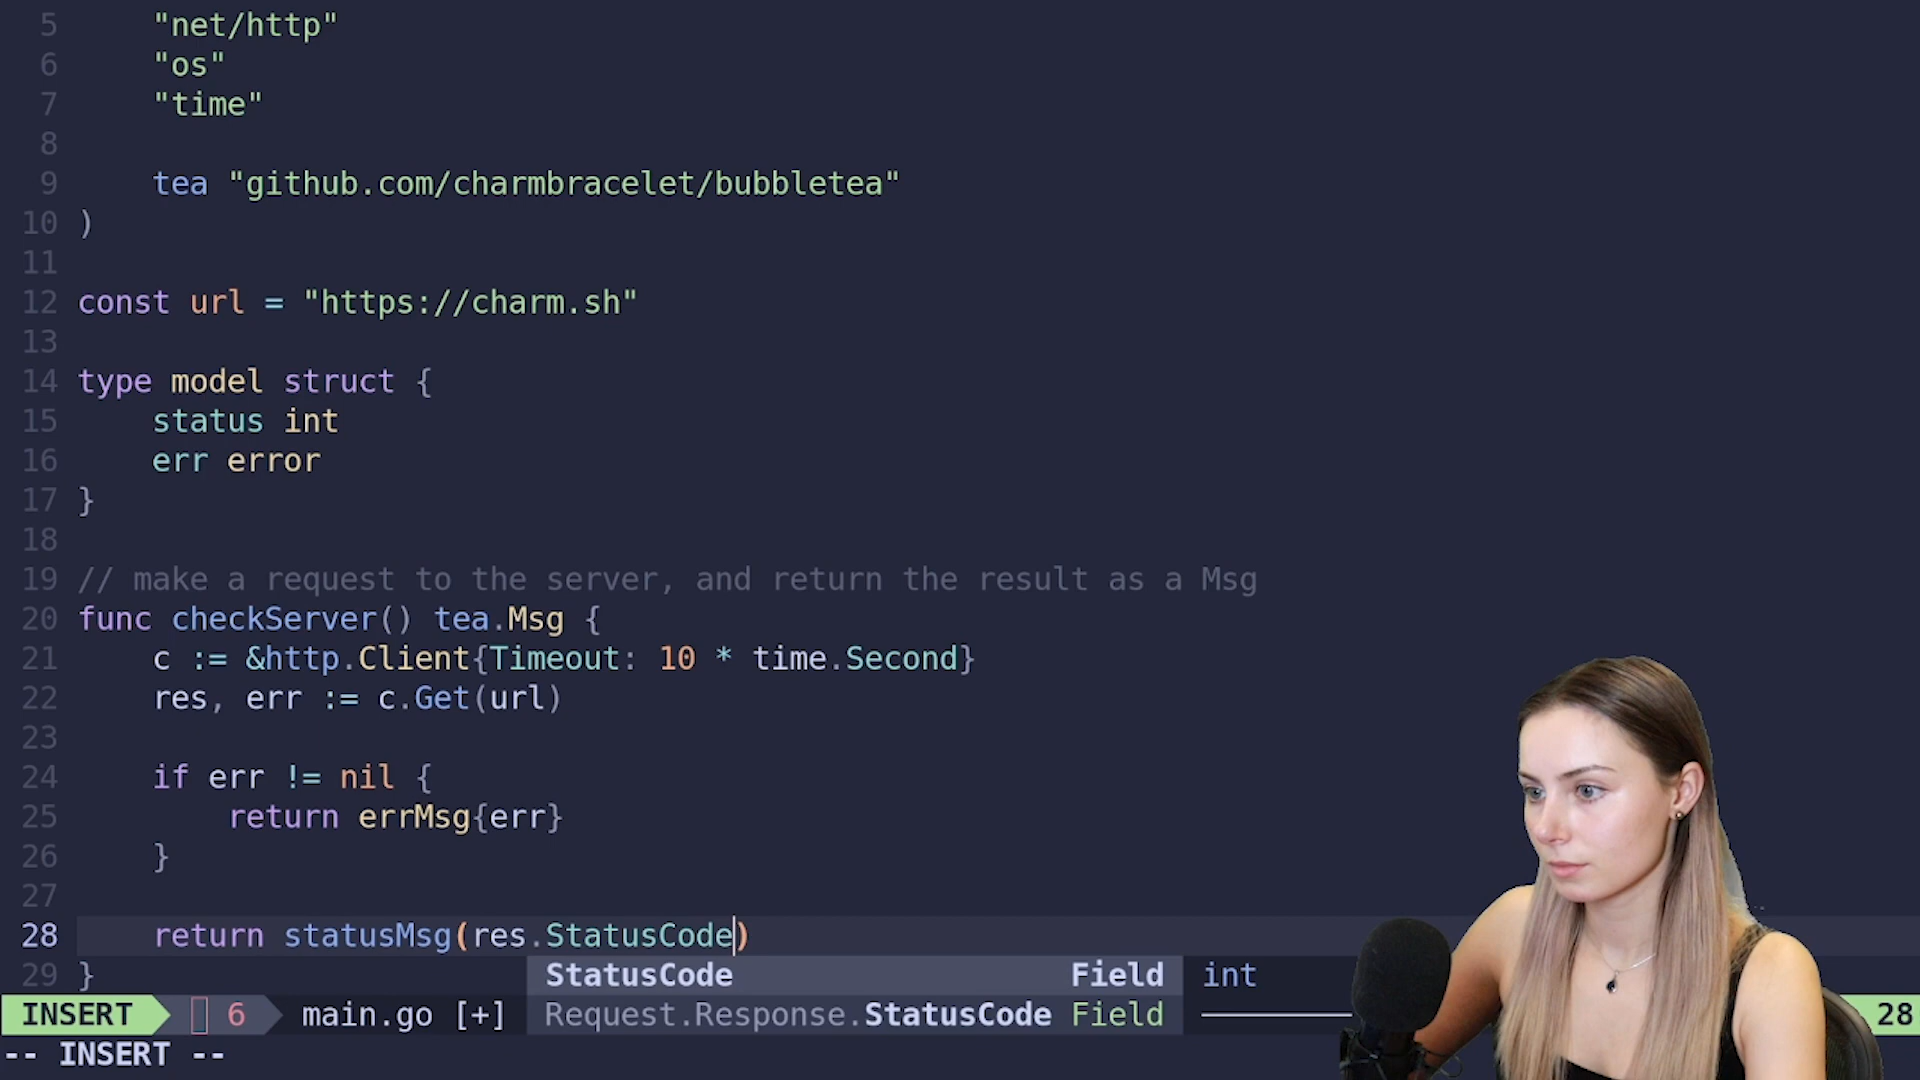 5 "net/http"
6 "os"
7 "time"
8
9 tea "github.com/charmbracelet/bubbletea"
10 )
11
12 const url = "https://charm.sh"
13
14 type model struct {
15 status int
16 err error
17 }
18
19 // make a request to the server, and return the result as a Msg
20 func checkServer() tea.Msg {
21 c := &http.Client{Timeout: 10 * time.Second}
22 res, err := c.Get(url)
23
24 if err != nil {
25 return errMsg{err}
26 }
27
28 return statusMsg(res.StatusCode)
29 }
StatusCode Field int
Request.Response.StatusCode Field
INSERT 6 main.go [+] 28
-- INSERT --